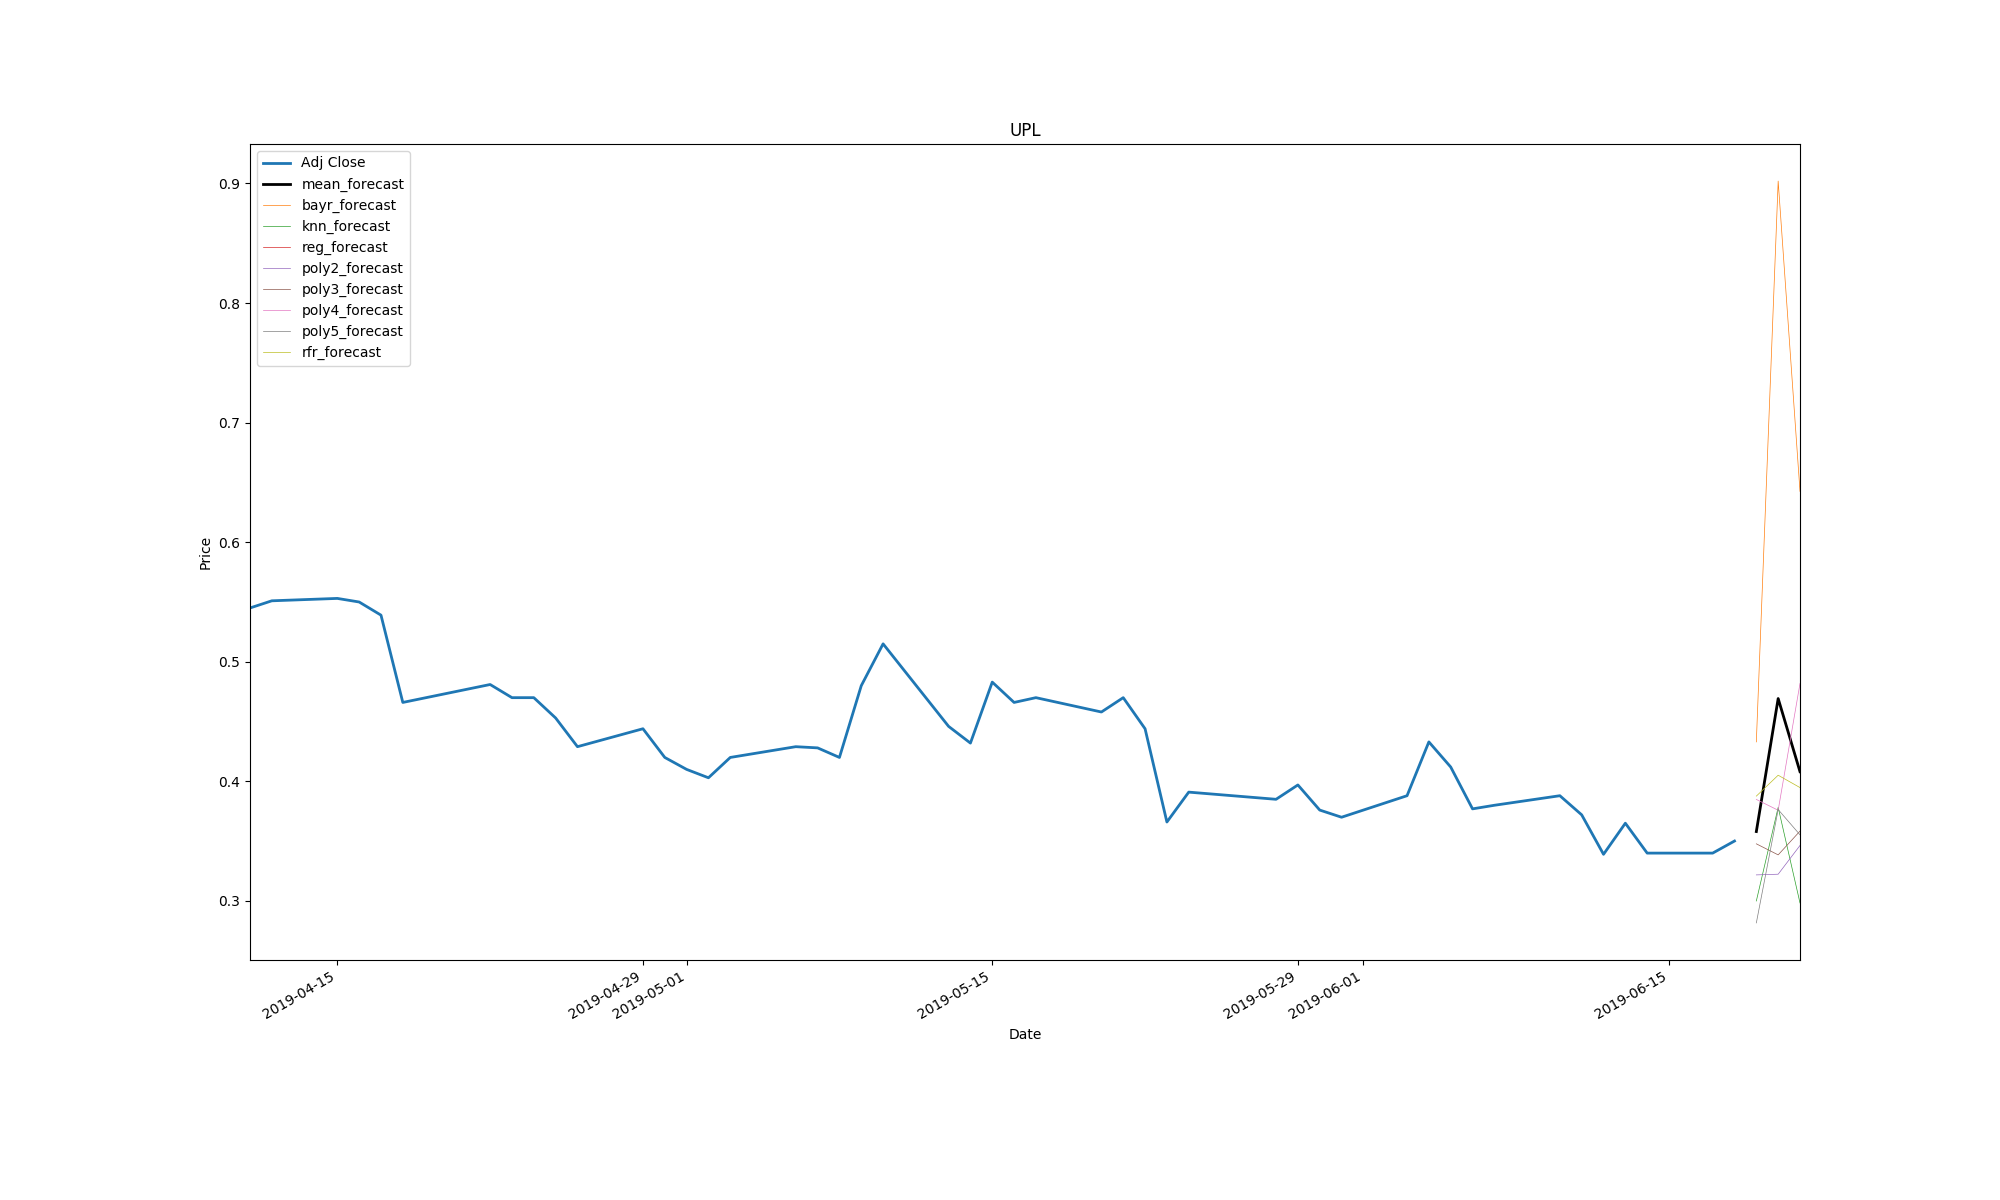 UPL
Adj Close
mean_forecast
bayr_forecast
knn_forecast
reg_forecast
poly2_forecast
poly3_forecast
poly4_forecast
poly5_forecast
rfr_forecast
0.9
0.8
0.7
0.6
0.5
0.4
0.3
Price
2019-04-15
2019-04-29
2019-05-01
2019-05-15
2019-05-29
2019-06-01
2019-06-15
Date